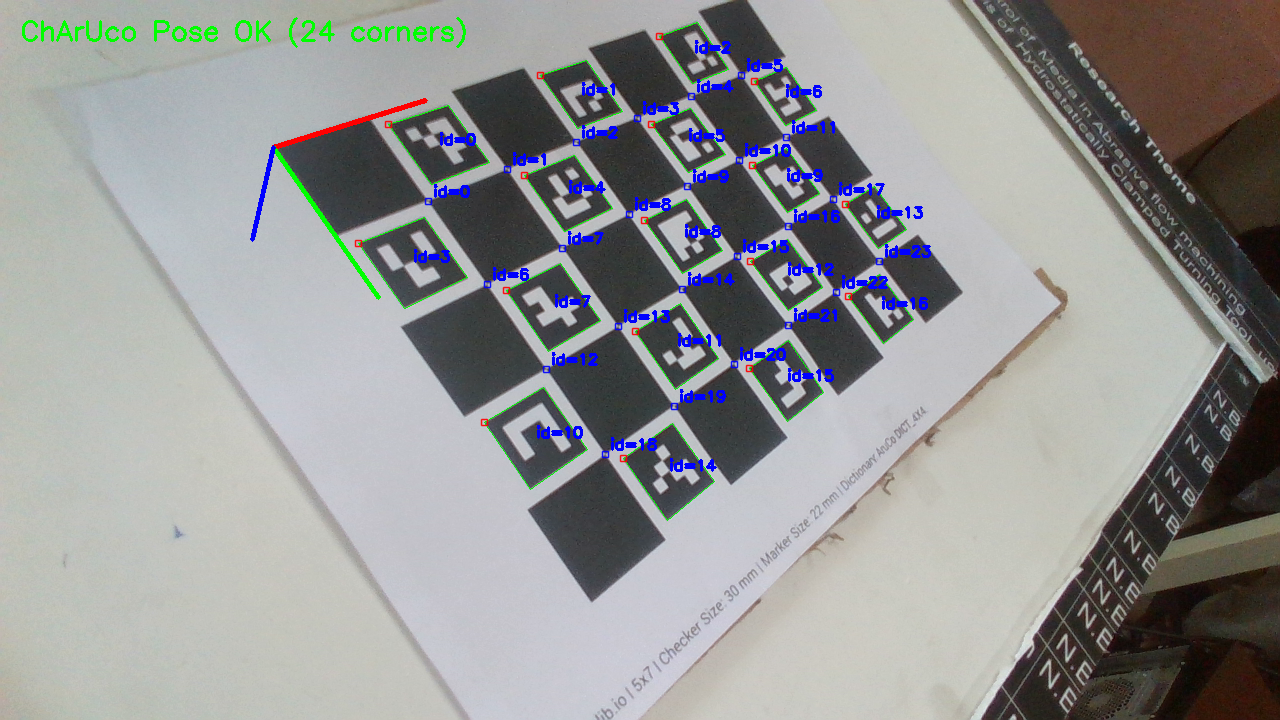 ChArUco Pose OK (24 corners)
id=2
id=5
id=1
id=4
id=6
id=3
id=11
id=0
id=2
id=5
id=10
id=1
id=9
id=9
id=4
id=0
id=17
id=8
id=13
id=16
id=8
id=7
id=15
id=23
id=3
id=12
id=6
id=14
id=22
id=7
id=16
id=13
id=21
id=11
id=20
id=12
id=15
id=19
id=10
id=18
id=14
lib.io | 5x7 | Checker Size: 30 mm | Marker Size: 22 mm | Dictionary: ArUco DICT_4X4
Research Theme
rol of Media in Abrasive flow machining
s of Hydrostatically Clamped Turning Tool